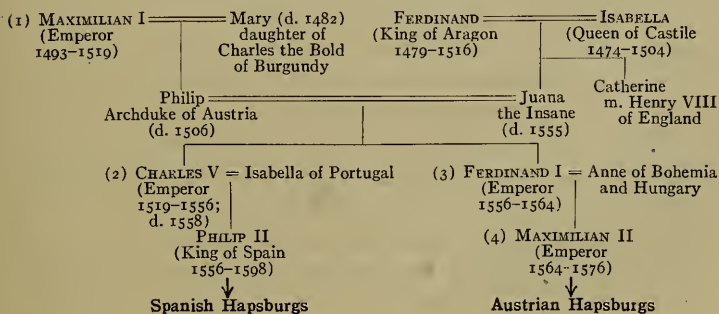 (1) MAXIMILIAN I
(Emperor
1493–1519)
Mary (d. 1482)
daughter of
Charles the Bold
of Burgundy
FERDINAND
(King of Aragon
1479–1516)
ISABELLA
(Queen of Castile
1474–1504)
Catherine
m. Henry VIII
of England
Philip
Archduke of Austria
(d. 1506)
Juana
the Insane
(d. 1555)
(2) CHARLES V = Isabella of Portugal
(Emperor
1519–1556;
d. 1558)
(3) FERDINAND I = Anne of Bohemia
and Hungary
(Emperor
1556–1564)
PHILIP II
(King of Spain
1556–1598)
(4) MAXIMILIAN II
(Emperor
1564–1576)
Spanish Hapsburgs
Austrian Hapsburgs